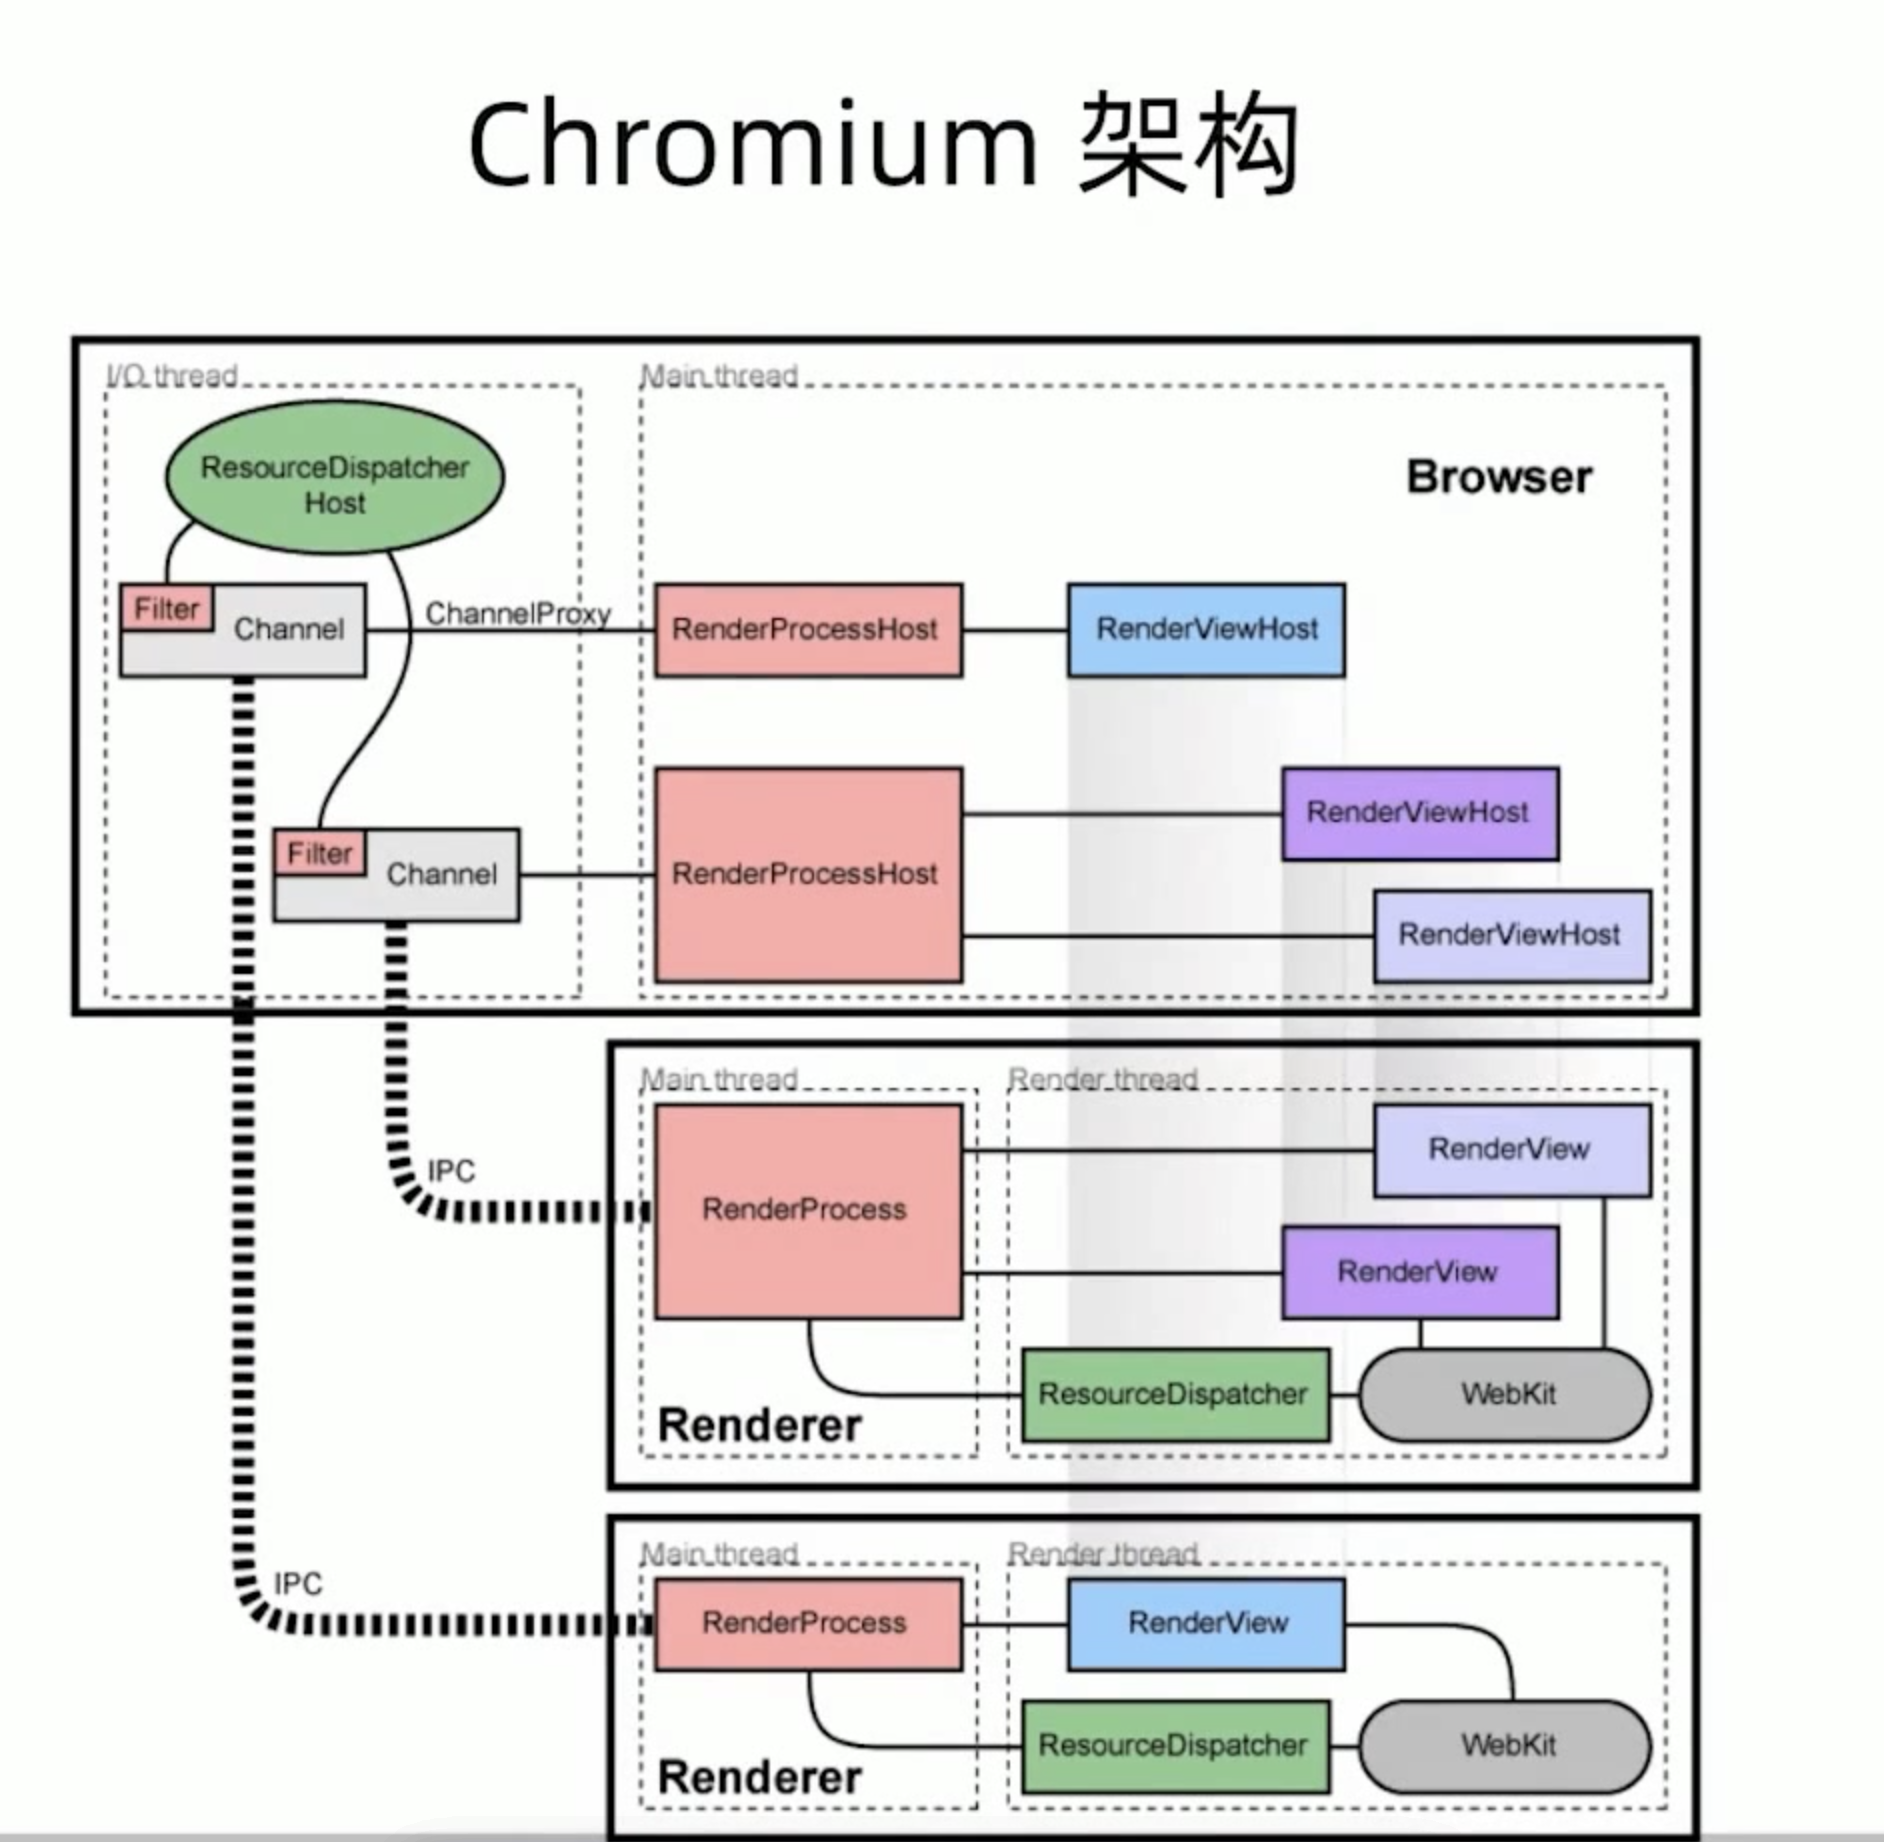 Chromium 架构
I/O thread
Main thread
ResourceDispatcher
Host
Browser
Filter
Channel
ChannelProxy
RenderProcessHost
RenderViewHost
RenderViewHost
Filter
Channel
RenderProcessHost
RenderViewHost
Main thread
Render thread
RenderView
IPC
RenderProcess
RenderView
ResourceDispatcher
WebKit
Renderer
Main thread
Render thread
IPC
RenderProcess
RenderView
ResourceDispatcher
WebKit
Renderer